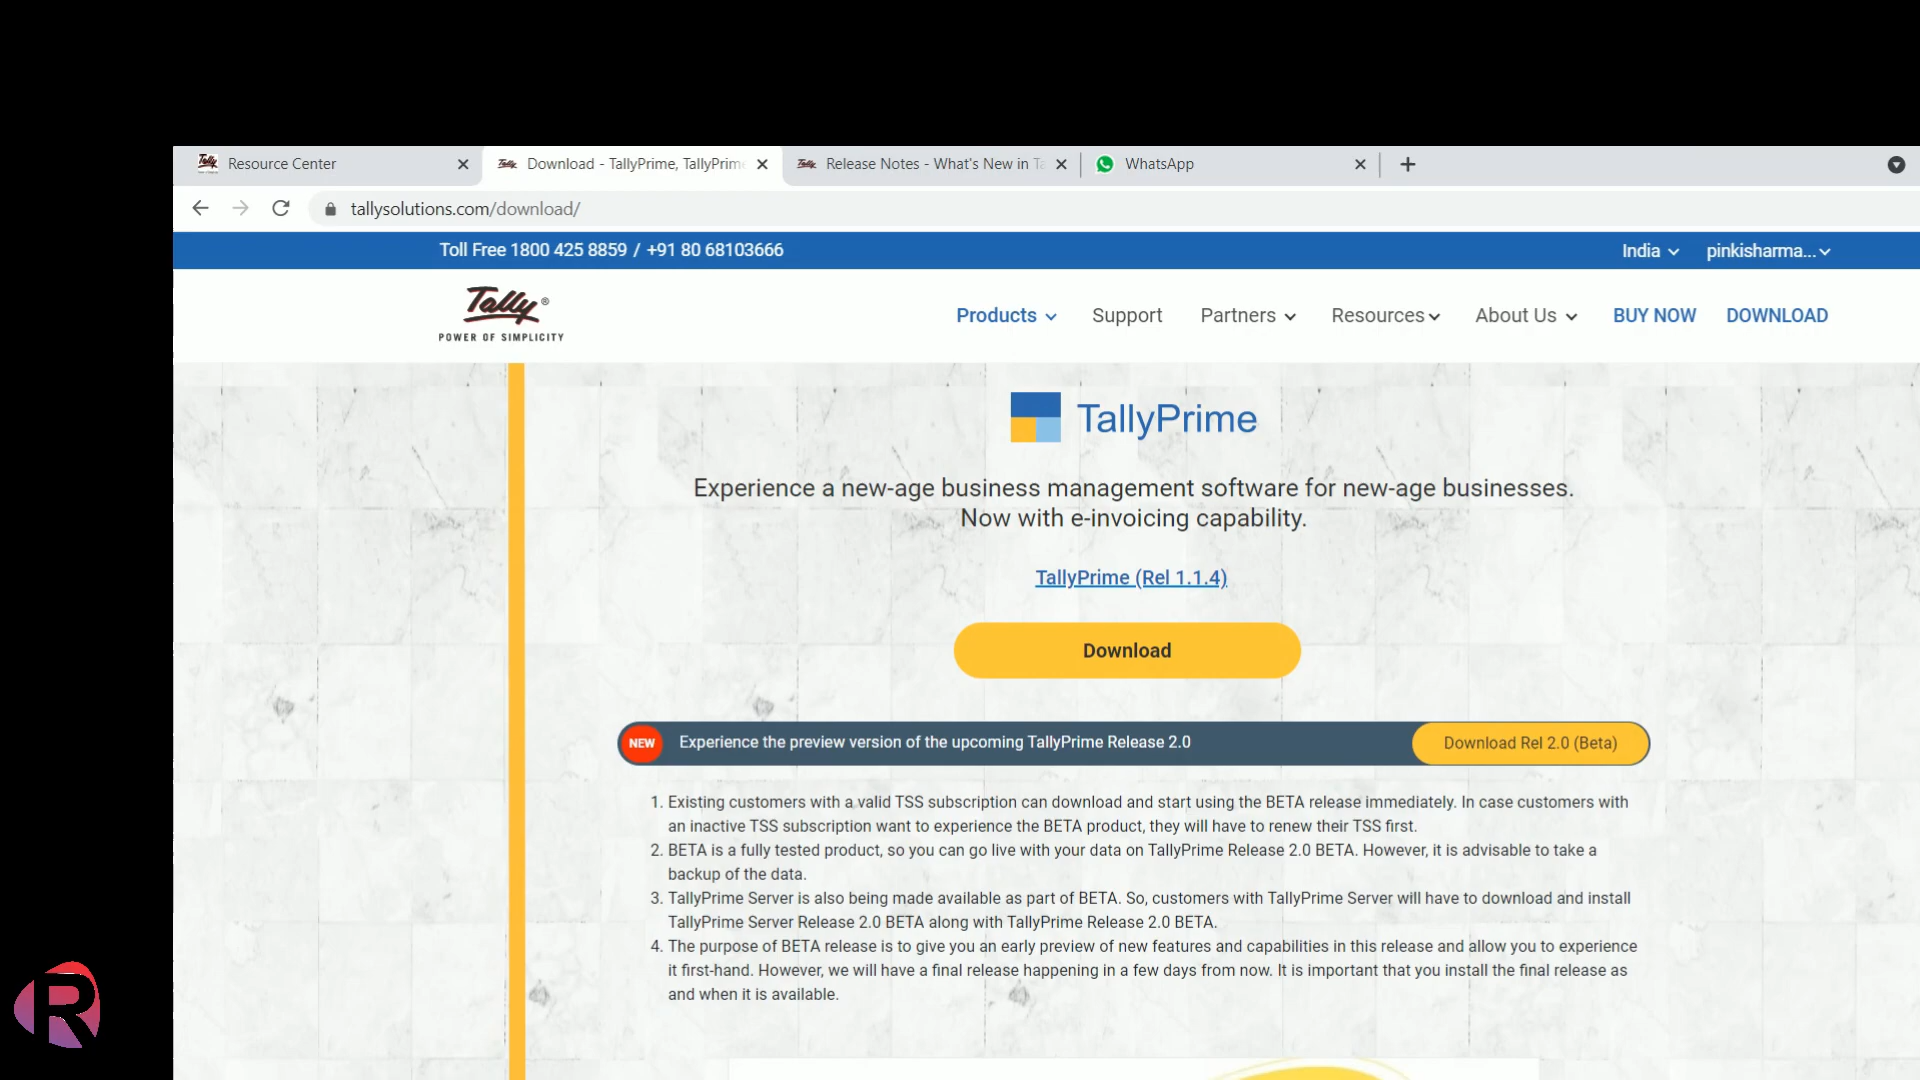 Resource Center
Download - TallyPrime, TallyPrime
Release Notes - What's New in Ta
WhatsApp
tallysolutions.com/download/
Toll Free 1800 425 8859 / +91 80 68103666
India
pinkisharma...
Tally®
POWER OF SIMPLICITY
Products
Support
Partners
Resources
About Us
BUY NOW
DOWNLOAD
TallyPrime
Experience a new-age business management software for new-age businesses.
Now with e-invoicing capability.
TallyPrime (Rel 1.1.4)
Download
NEW
Experience the preview version of the upcoming TallyPrime Release 2.0
Download Rel 2.0 (Beta)
1. Existing customers with a valid TSS subscription can download and start using the BETA release immediately. In case customers with
an inactive TSS subscription want to experience the BETA product, they will have to renew their TSS first.
2. BETA is a fully tested product, so you can go live with your data on TallyPrime Release 2.0 BETA. However, it is advisable to take a
backup of the data.
3. TallyPrime Server is also being made available as part of BETA. So, customers with TallyPrime Server will have to download and install
TallyPrime Server Release 2.0 BETA along with TallyPrime Release 2.0 BETA.
4. The purpose of BETA release is to give you an early preview of new features and capabilities in this release and allow you to experience
it first-hand. However, we will have a final release happening in a few days from now. It is important that you install the final release as
and when it is available.
R